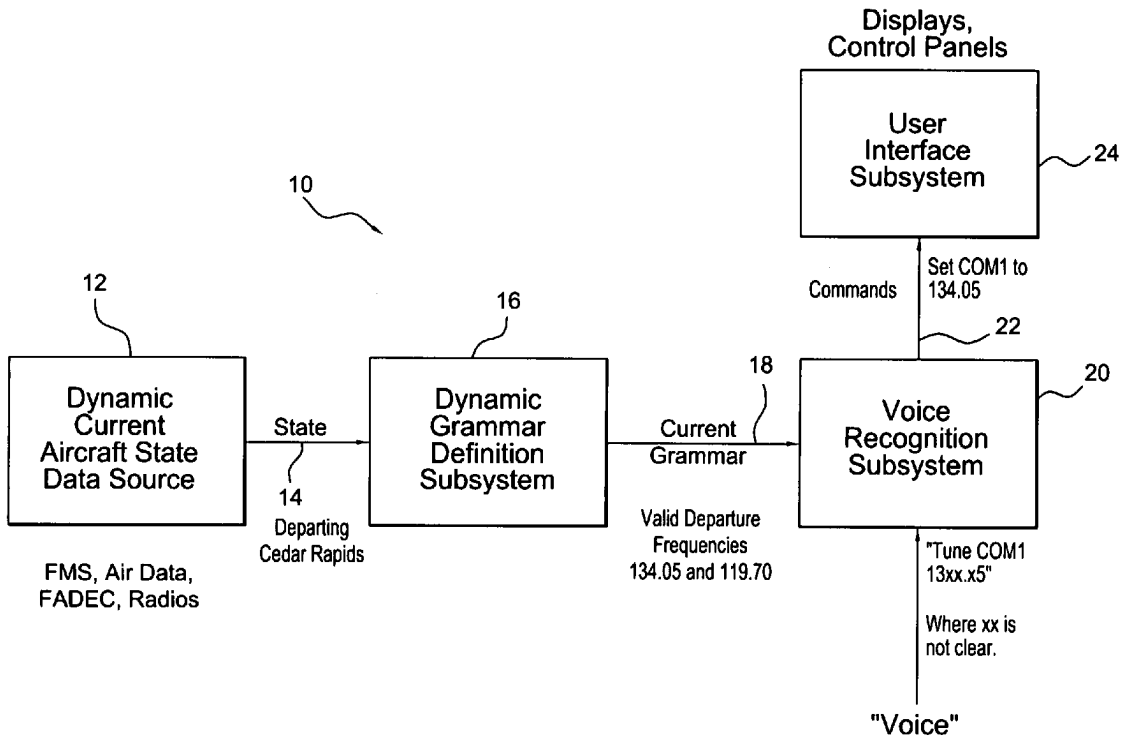 Displays,
Control Panels
User
Interface
Subsystem
24
10
Commands
Set COM1 to
134.05
22
12
16
18
20
Dynamic
Current
Aircraft State
Data Source
State
14
Departing
Cedar Rapids
Dynamic
Grammar
Definition
Subsystem
Current
Grammar
Valid Departure
Frequencies
134.05 and 119.70
Voice
Recognition
Subsystem
FMS, Air Data,
FADEC, Radios
"Tune COM1
13xx.x5"
Where xx is
not clear.
"Voice"